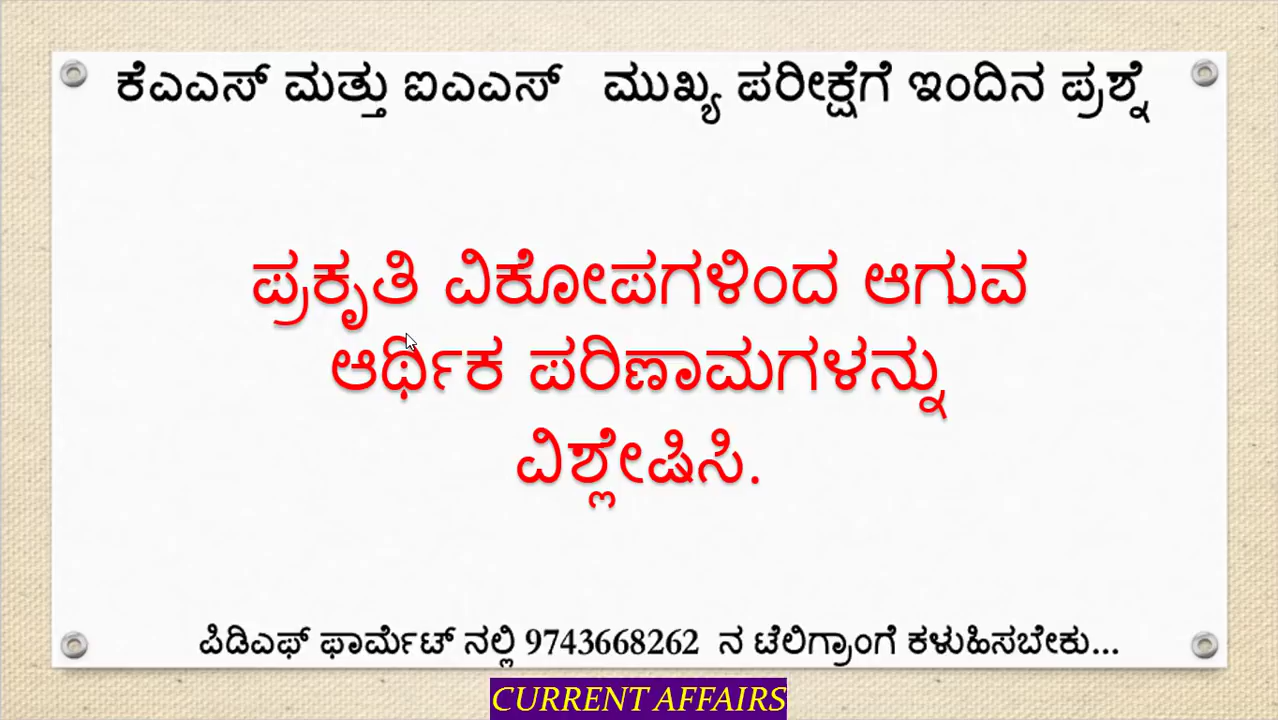 ಕೆಎಎಸ್ ಮತ್ತು ಐಎಎಸ್ ಮುಖ್ಯ ಪರೀಕ್ಷೆಗೆ ಇಂದಿನ ಪ್ರಶ್ನೆ
ಪ್ರಕೃತಿ ವಿಕೋಪಗಳಿಂದ ಆಗುವ
ಆರ್ಥಿಕ ಪರಿಣಾಮಗಳನ್ನು
ವಿಶ್ಲೇಷಿಸಿ.
ಪಿಡಿಎಫ್ ಫಾರ್ಮೆಟ್ ನಲ್ಲಿ 9743668262 ನ ಟೆಲಿಗ್ರಾಂಗೆ ಕಳುಹಿಸಬೇಕು...
CURRENT AFFAIRS